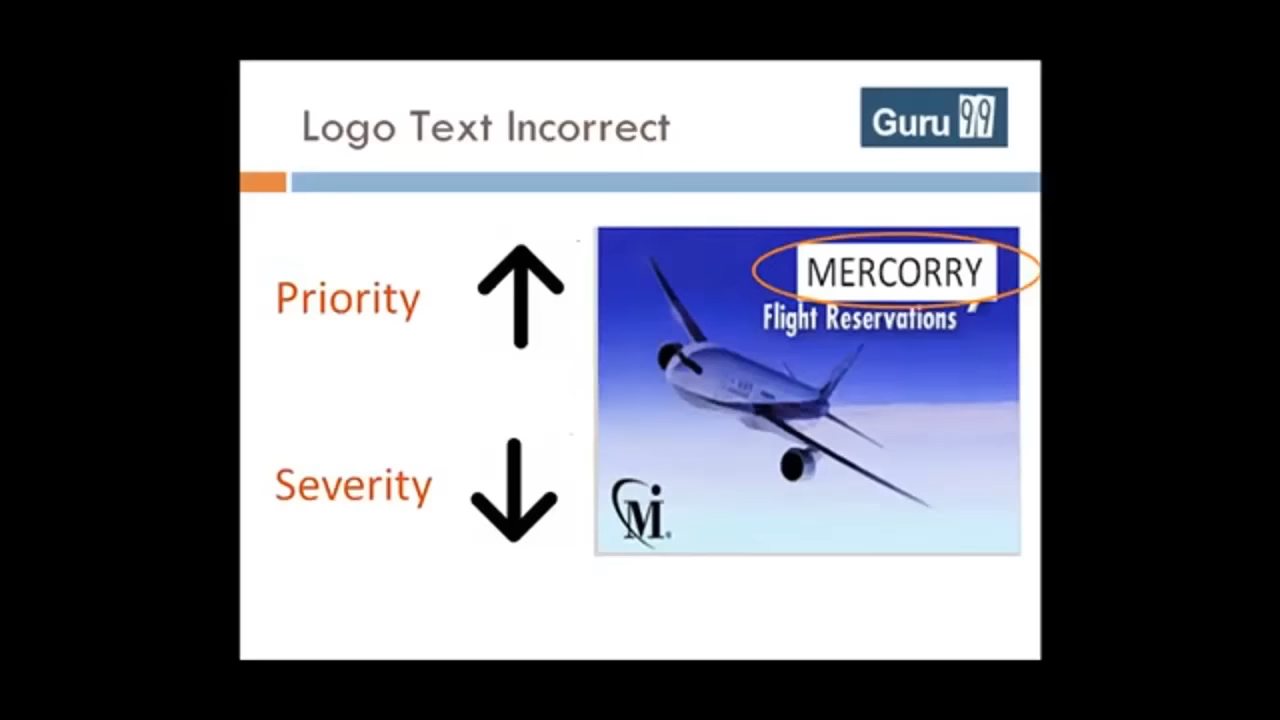 Logo Text Incorrect
Guru 99
Priority
MERCORRY
Flight Reservations
Severity
M